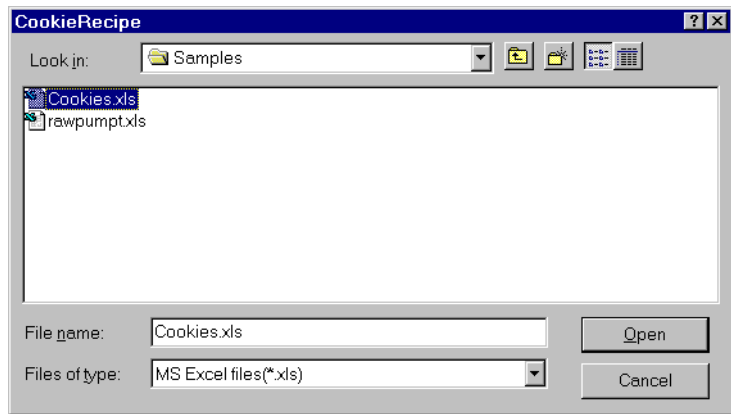 CookieRecipe
Look in: Samples
Cookies.xls
rawpumpt.xls
File name: Cookies.xls Open
Files of type: MS Excel files(*.xls) Cancel